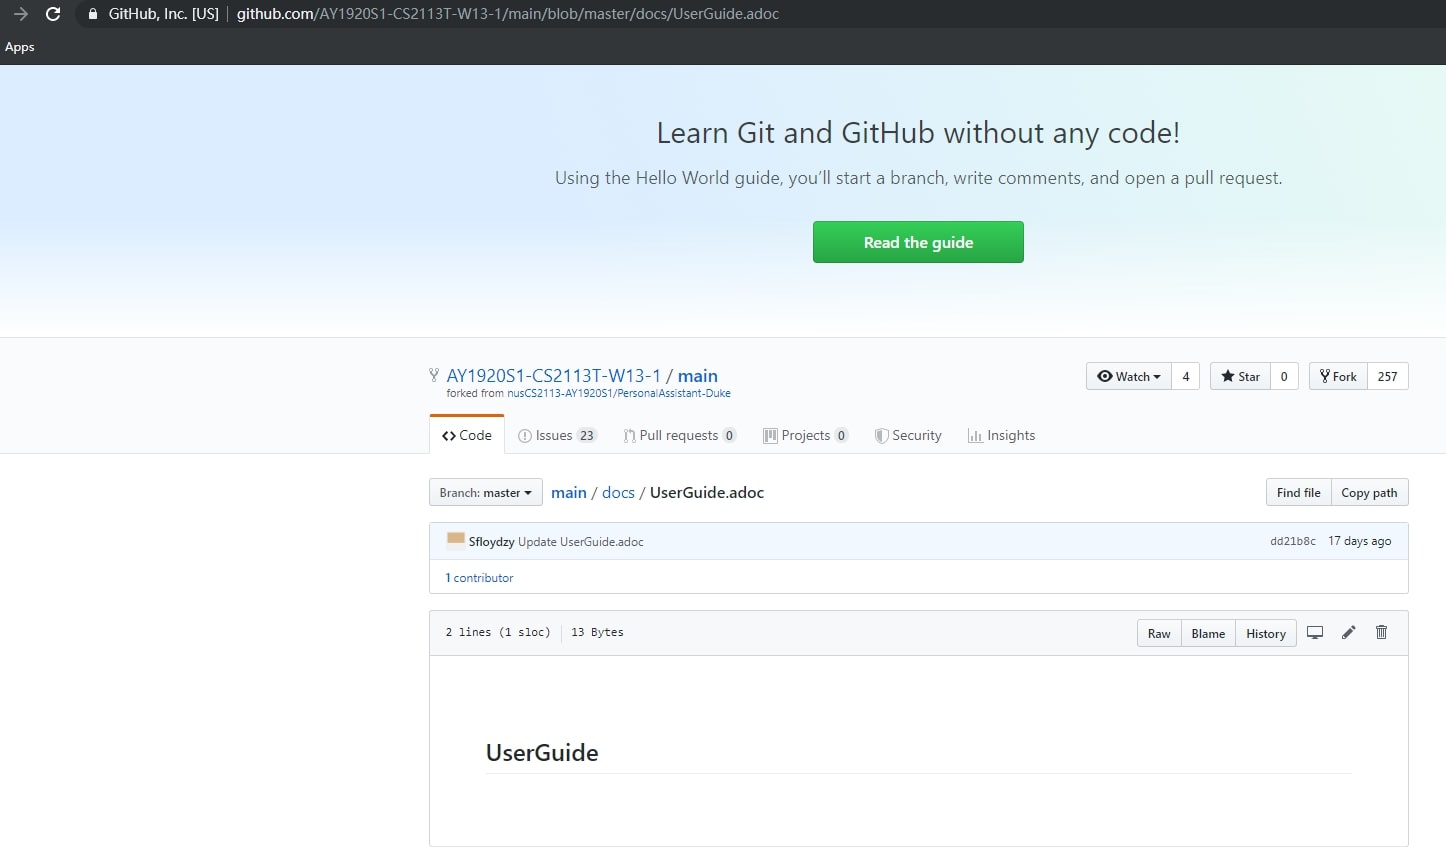 GitHub, Inc. [US] | github.com/AY1920S1-CS2113T-W13-1/main/blob/master/docs/UserGuide.adoc
Apps
Learn Git and GitHub without any code!
Using the Hello World guide, you’ll start a branch, write comments, and open a pull request.
Read the guide
AY1920S1-CS2113T-W13-1 / main
Watch 4 Star 0 Fork 257
forked from nusCS2113-AY1920S1/PersonalAssistant-Duke
Code Issues 23 Pull requests 0 Projects 0 Security Insights
Branch: master main / docs / UserGuide.adoc Find file Copy path
Sfloydzy Update UserGuide.adoc dd21b8c 17 days ago
1 contributor
2 lines (1 sloc) | 13 Bytes Raw Blame History
UserGuide